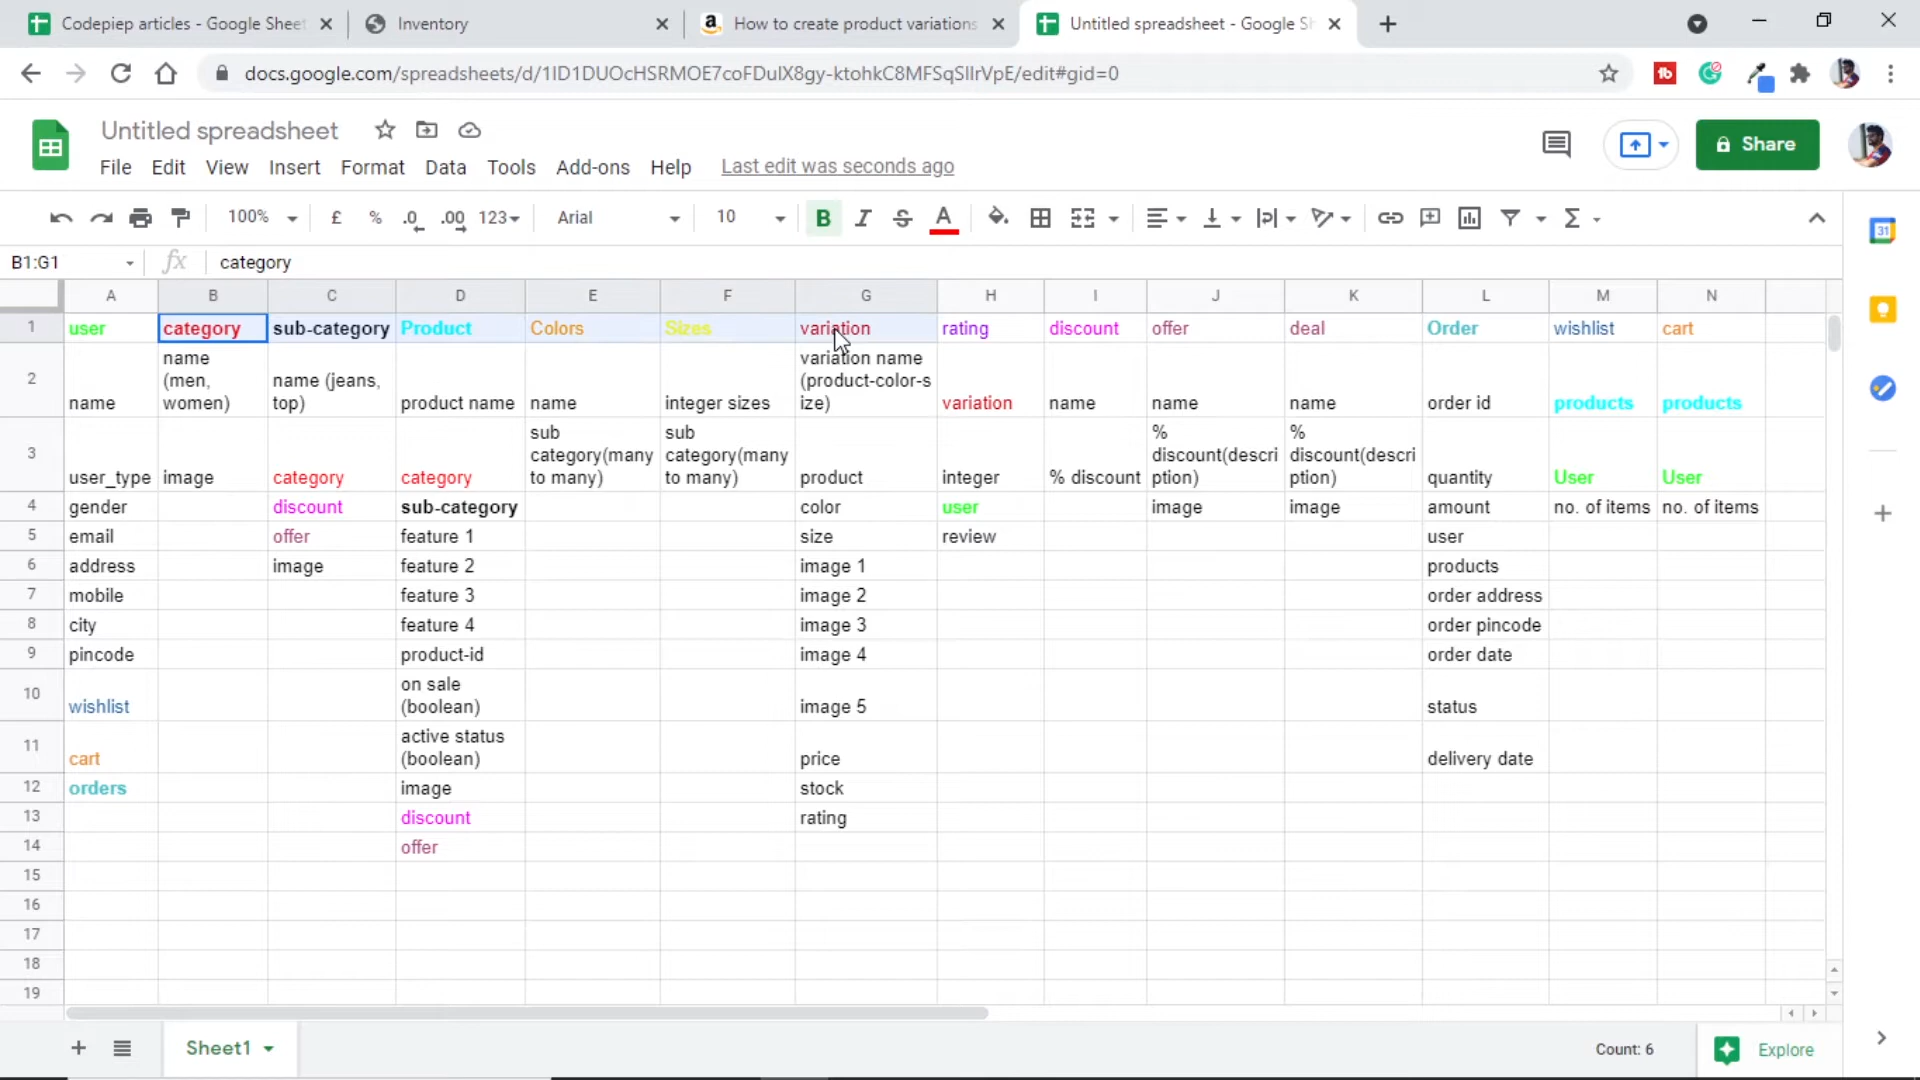 Codepiep articles - Google Sheet
Inventory
How to create product variations
Untitled spreadsheet - Google Sh
docs.google.com/spreadsheets/d/1ID1DUOcHSRMOE7coFDulX8gy-ktohkC8MFSqSIlrVpE/edit#gid=0
Untitled spreadsheet
Share
File Edit View Insert Format Data Tools Add-ons Help Last edit was seconds ago
100% £ % .0 .00 123 Arial 10 B I S A
31
B1:G1 fx category
A B C D E F G H I J K L M N
1 user category sub-category Product Colors Sizes variation rating discount offer deal Order wishlist cart
2 name name (men, women) name (jeans, top) product name name integer sizes variation name (product-color-size) variation name name name order id products products
3 user_type image category category sub category(many to many) sub category(many to many) product integer % discount % discount(description) % discount(description) quantity User User
4 gender discount sub-category color user image image amount no. of items no. of items
5 email offer feature 1 size review user
6 address image feature 2 image 1 products
7 mobile feature 3 image 2 order address
8 city feature 4 image 3 order pincode
9 pincode product-id image 4 order date
10 wishlist on sale (boolean) image 5 status
11 cart active status (boolean) price delivery date
12 orders image stock
13 discount rating
14 offer
15
16
17
18
19
Sheet1 Count: 6 Explore